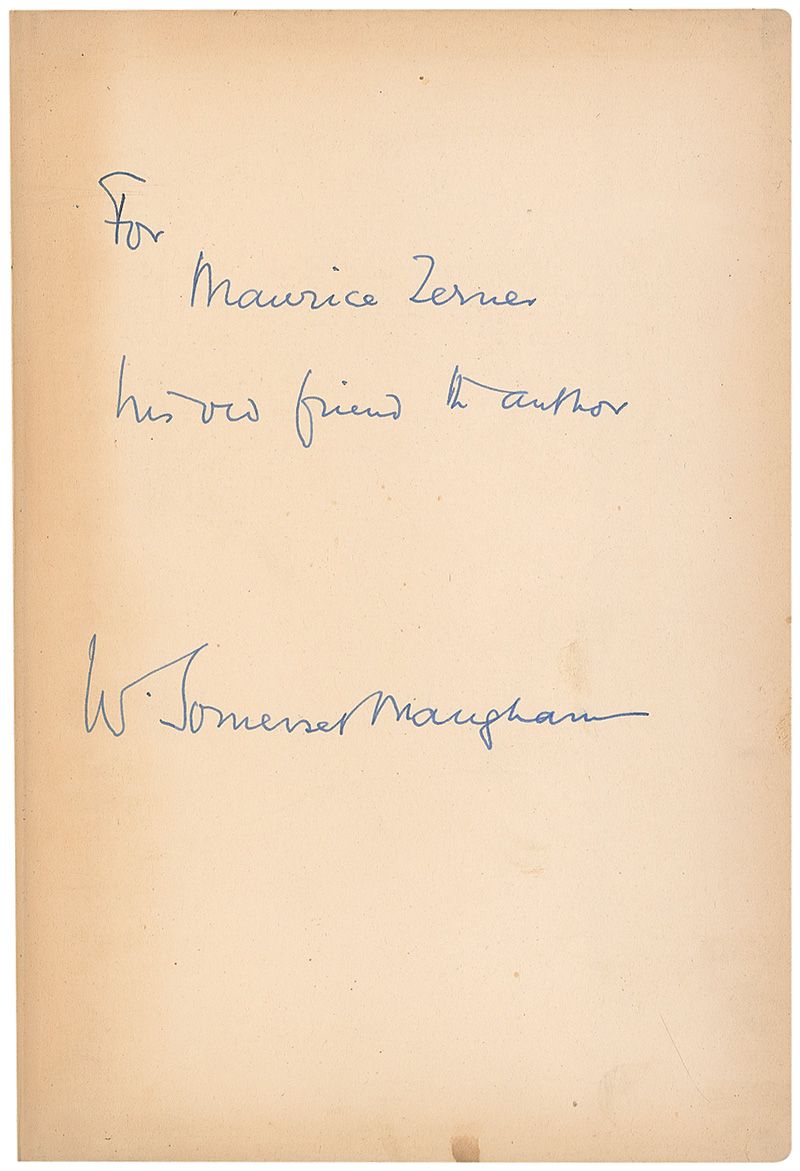 For
Maurice Zerner
his old friend the author
W. Somerset Maugham